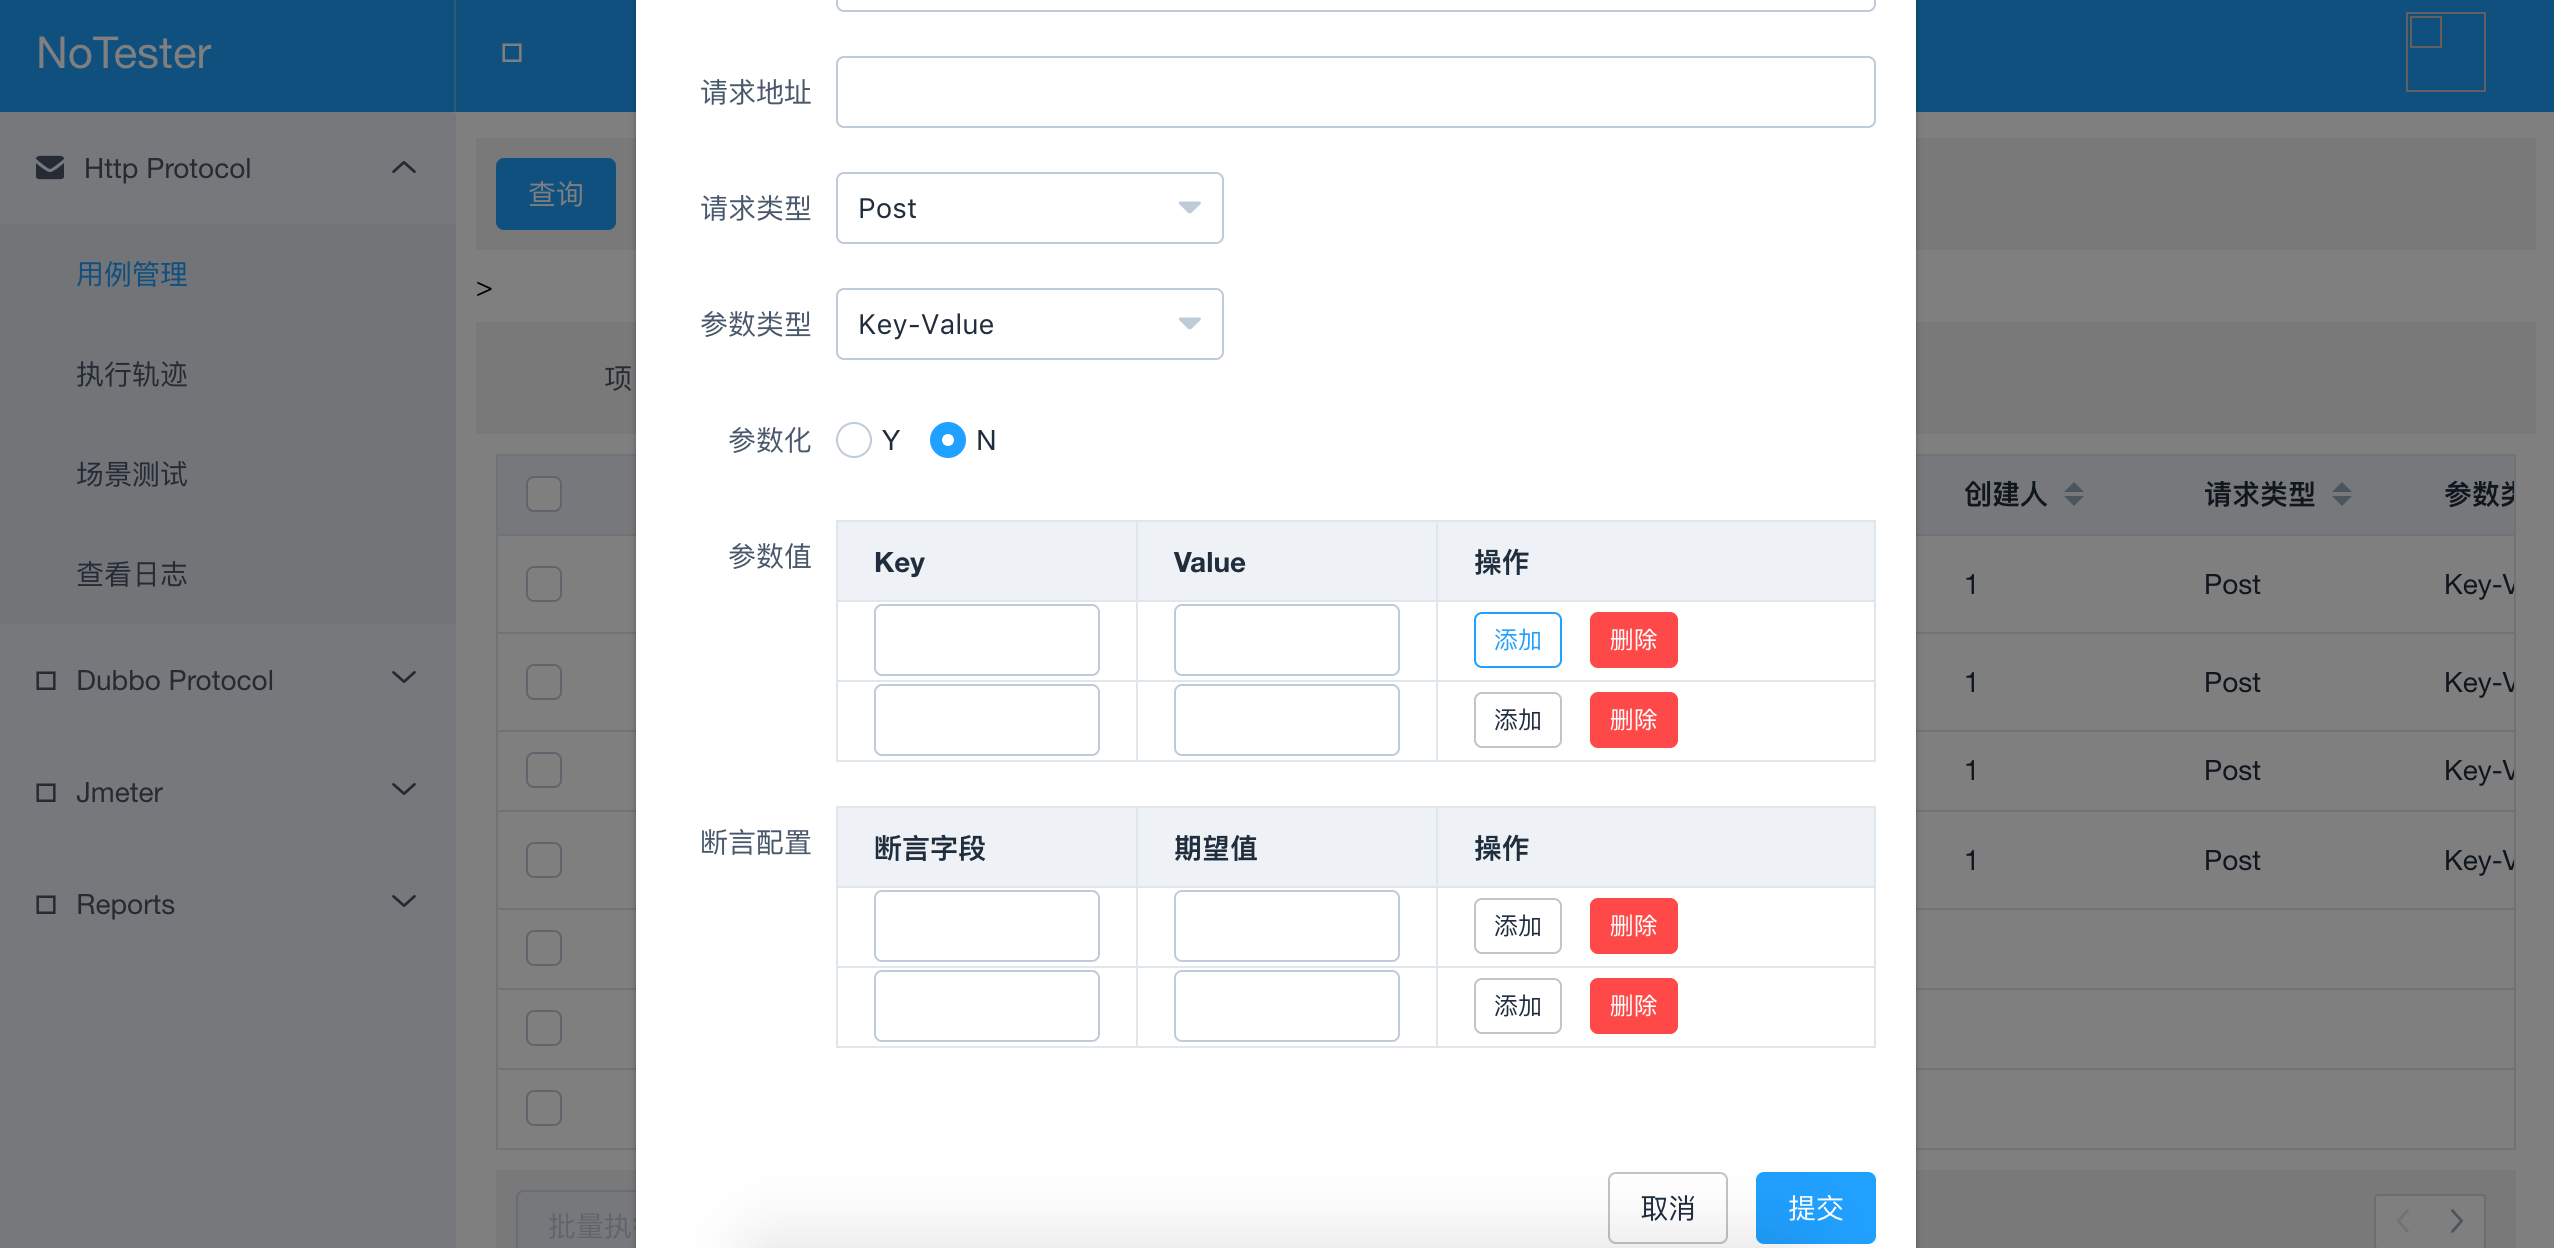 NoTester
Http Protocol
用例管理
执行轨迹
场景测试
查看日志
Dubbo Protocol
Jmeter
Reports
查询
>
项
创建人 请求类型 参数类
1 Post Key-V
1 Post Key-V
1 Post Key-V
1 Post Key-V
批量执
请求地址
请求类型 Post
参数类型 Key-Value
参数化 Y N
参数值 Key Value 操作
添加 删除
添加 删除
断言配置 断言字段 期望值 操作
添加 删除
添加 删除
取消 提交